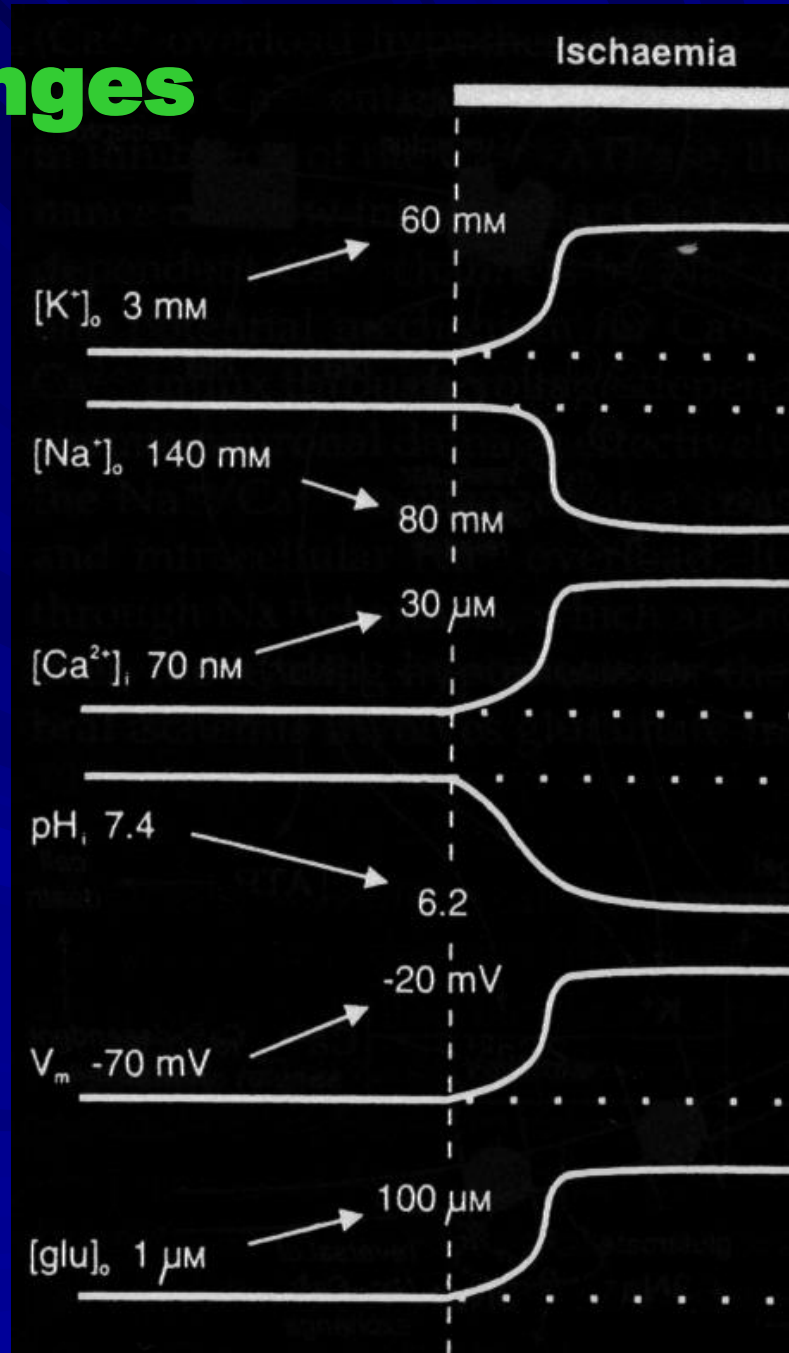 nges
Ischaemia
60 mM
[K⁺]ₒ 3 mM
[Na⁺]ₒ 140 mM
80 mM
30 µM
[Ca²⁺]ᵢ 70 nM
pHᵢ 7.4
6.2
-20 mV
Vₘ -70 mV
100 µM
[glu]ₒ 1 µM